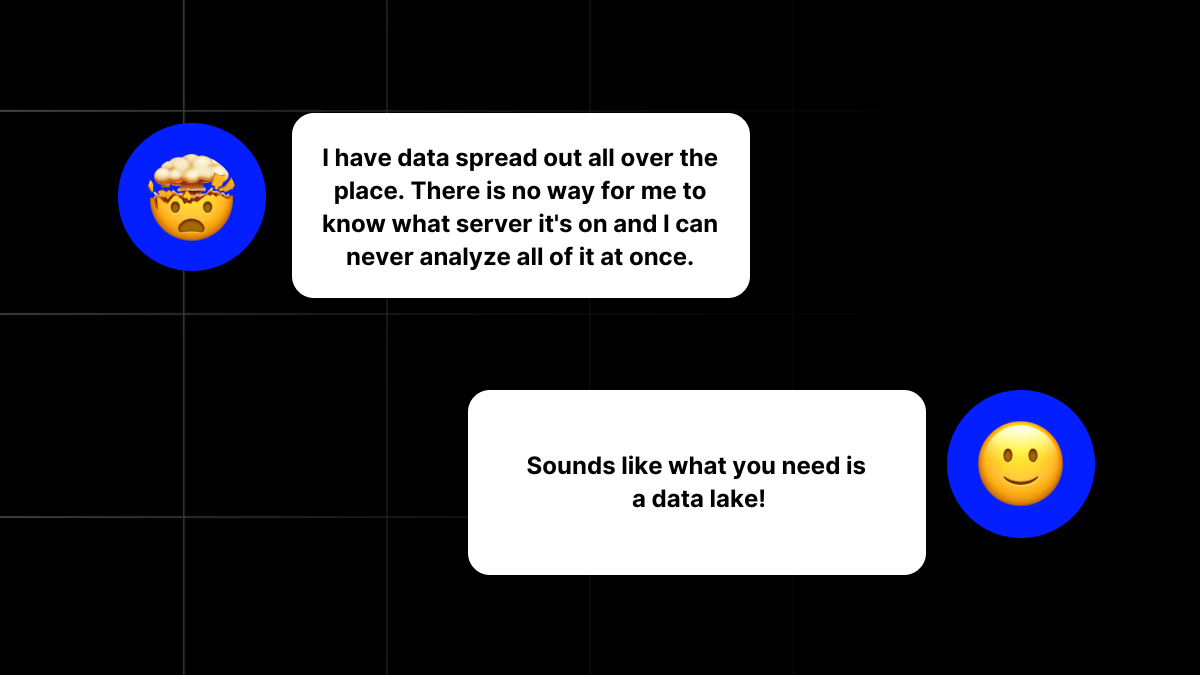 I have data spread out all over the
place. There is no way for me to
know what server it's on and I can
never analyze all of it at once.
Sounds like what you need is
a data lake!